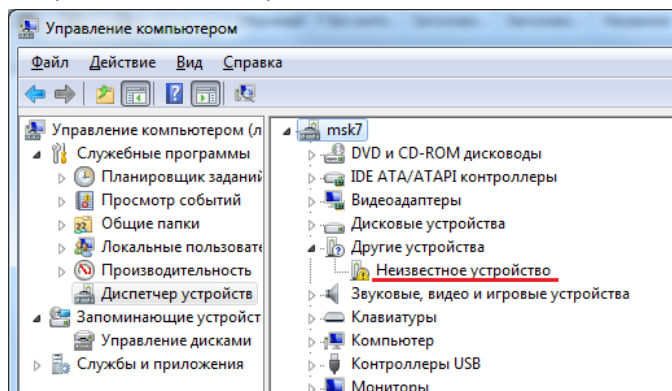 Управление компьютером
Файл Действие Вид Справка
Управление компьютером (л
Служебные программы
Планировщик заданий
Просмотр событий
Общие папки
Локальные пользовате
Производительность
Диспетчер устройств
Запоминающие устройст
Управление дисками
Службы и приложения
msk7
DVD и CD-ROM дисководы
IDE ATA/ATAPI контроллеры
Видеоадаптеры
Дисковые устройства
Другие устройства
Неизвестное устройство
Звуковые, видео и игровые устройства
Клавиатуры
Компьютер
Контроллеры USB
Мониторы